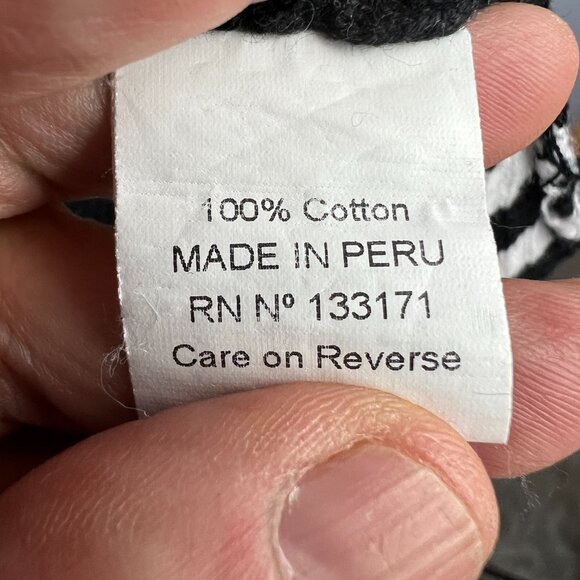 100% Cotton
MADE IN PERU
RN Nº 133171
Care on Reverse